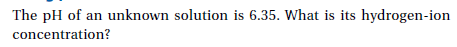 The pH of an unknown solution is 6.35. What is its hydrogen-ion
concentration?